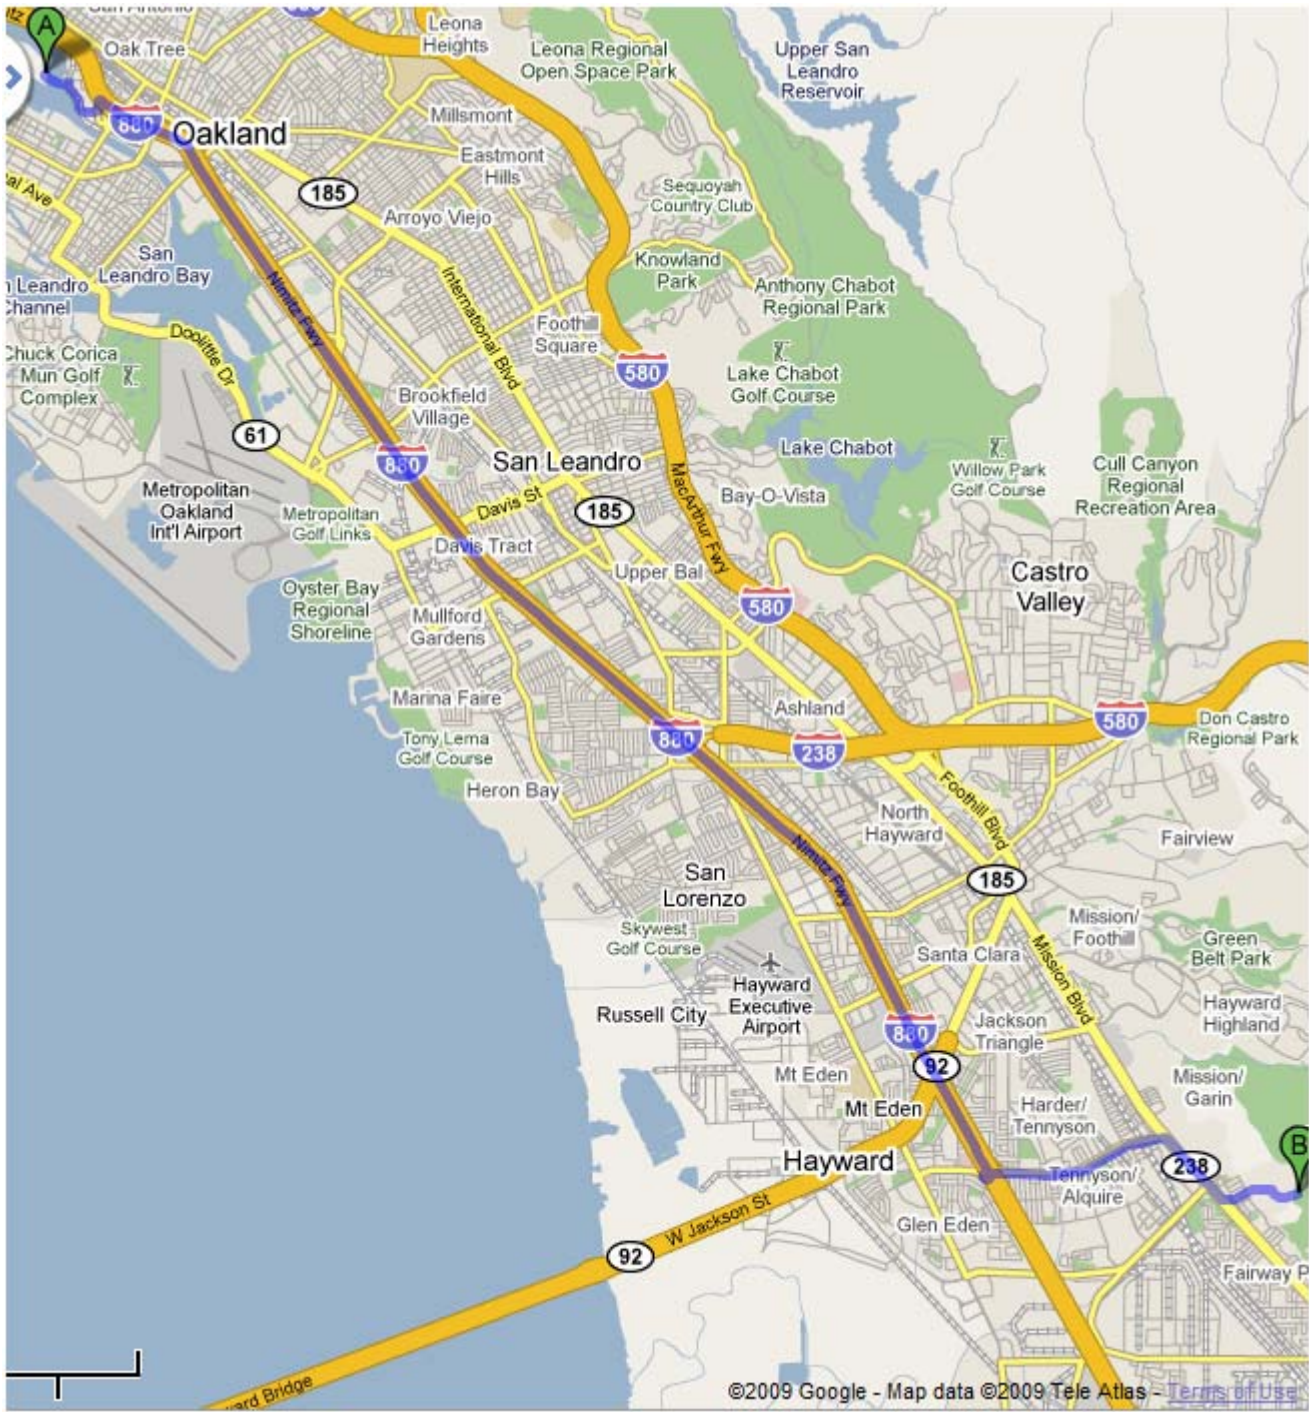 A
Oak Tree
Leona
Heights
Leona Regional
Open Space Park
Upper San
Leandro
Reservoir
880
Oakland
Millsmont
Eastmont
Hills
185
Sequoyah
Country Club
Arroyo Viejo
San
Leandro Bay
Knowland
Park
Anthony Chabot
Regional Park
n Leandro
Channel
Nimitz Fwy
International Blvd
Doolittle Dr
Foothill
Square
Chuck Corica
Mun Golf
Complex
580
Lake Chabot
Golf Course
Brookfield
Village
61
880
San Leandro
Lake Chabot
Willow Park
Golf Course
Cull Canyon
Regional
Recreation Area
Metropolitan
Oakland
Int'l Airport
Metropolitan
Golf Links
Davis St
185
MacArthur Fwy
Bay-O-Vista
Davis Tract
Upper Bal
Castro
Valley
Oyster Bay
Regional
Shoreline
Mullford
Gardens
580
Marina Faire
Ashland
580
Don Castro
Regional Park
Tony Lema
Golf Course
880
238
Heron Bay
North
Hayward
Foothill Blvd
Fairview
Nimitz Fwy
San
Lorenzo
185
Skywest
Golf Course
Mission/
Foothill
Green
Belt Park
Santa Clara
Mission Blvd
Hayward
Executive
Airport
Russell City
Hayward
Highland
880
Jackson
Triangle
92
Mt Eden
Mission/
Garin
Mt Eden
Harder/
Tennyson
B
Hayward
238
Tennyson/
Alquire
W Jackson St
Glen Eden
92
Fairway P
ward Bridge
©2009 Google - Map data ©2009 Tele Atlas - Terms of Use